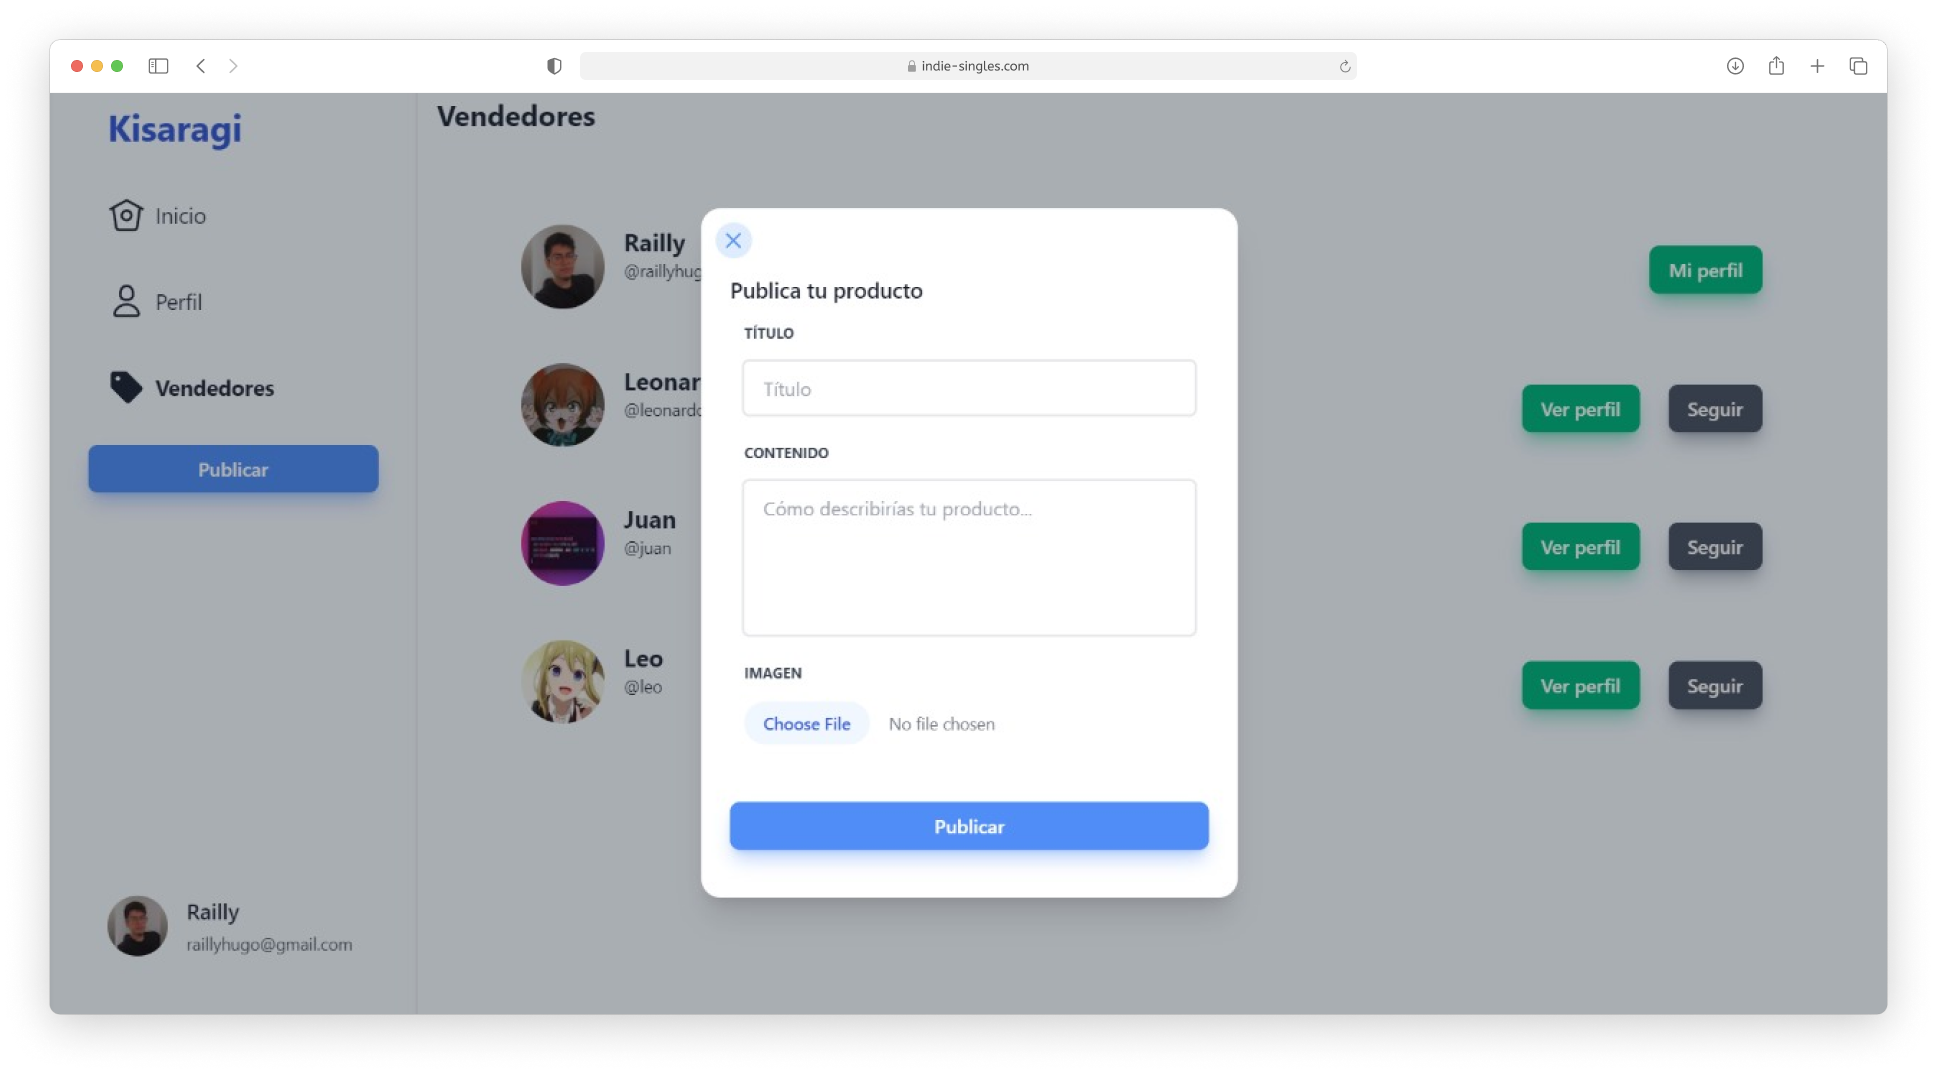 indie-singles.com
Kisaragi
Inicio
Perfil
Vendedores
Publicar
Railly
raillyhugo@gmail.com
Vendedores
Railly
@raillyhug
Mi perfil
Leonar
@leonardo
Ver perfil
Seguir
Juan
@juan
Ver perfil
Seguir
Leo
@leo
Ver perfil
Seguir
Publica tu producto
TÍTULO
Título
CONTENIDO
Cómo describirías tu producto...
IMAGEN
Choose File No file chosen
Publicar